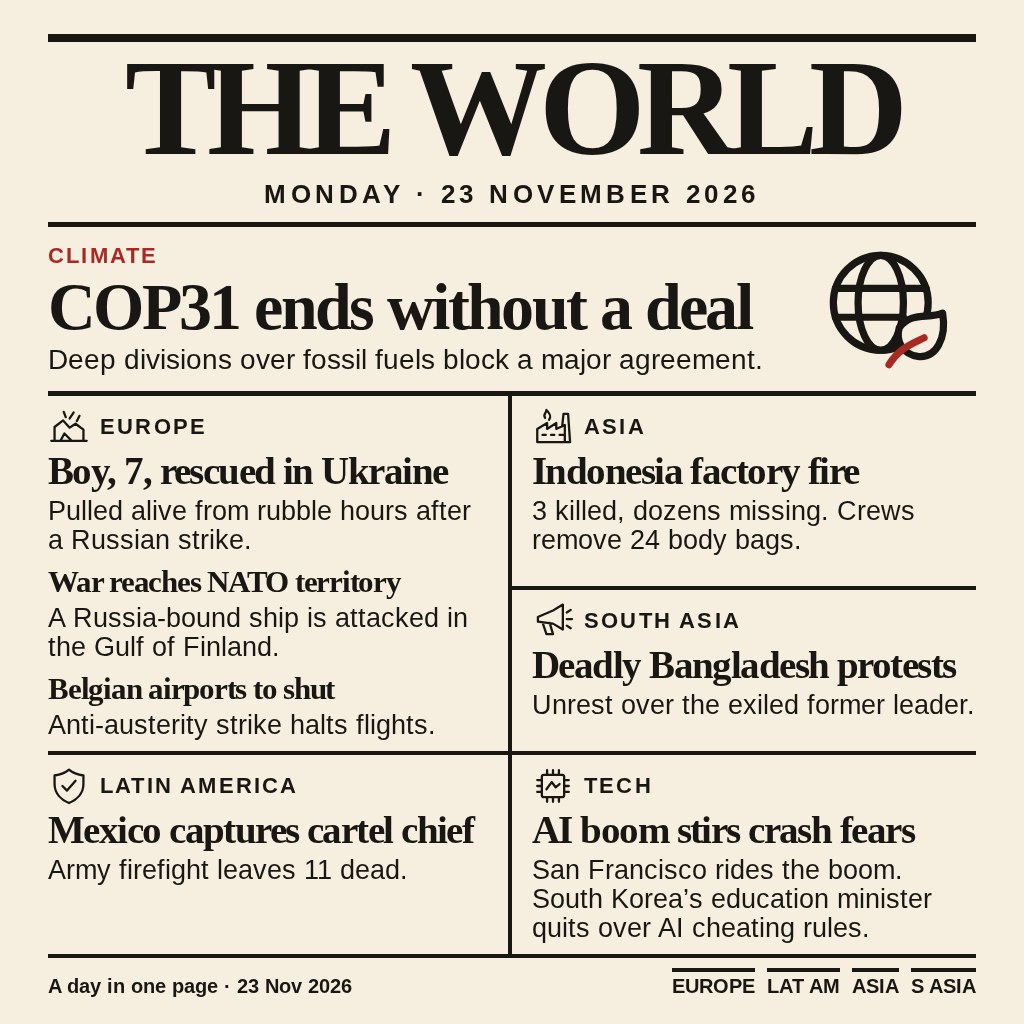 THE WORLD
MONDAY · 23 NOVEMBER 2026
CLIMATE
COP31 ends without a deal
Deep divisions over fossil fuels block a major agreement.
EUROPE
Boy, 7, rescued in Ukraine
Pulled alive from rubble hours after
a Russian strike.
War reaches NATO territory
A Russia-bound ship is attacked in
the Gulf of Finland.
Belgian airports to shut
Anti-austerity strike halts flights.
ASIA
Indonesia factory fire
3 killed, dozens missing. Crews
remove 24 body bags.
SOUTH ASIA
Deadly Bangladesh protests
Unrest over the exiled former leader.
LATIN AMERICA
Mexico captures cartel chief
Army firefight leaves 11 dead.
TECH
AI boom stirs crash fears
San Francisco rides the boom.
South Korea’s education minister
quits over AI cheating rules.
A day in one page · 23 Nov 2026
EUROPE LAT AM ASIA S ASIA